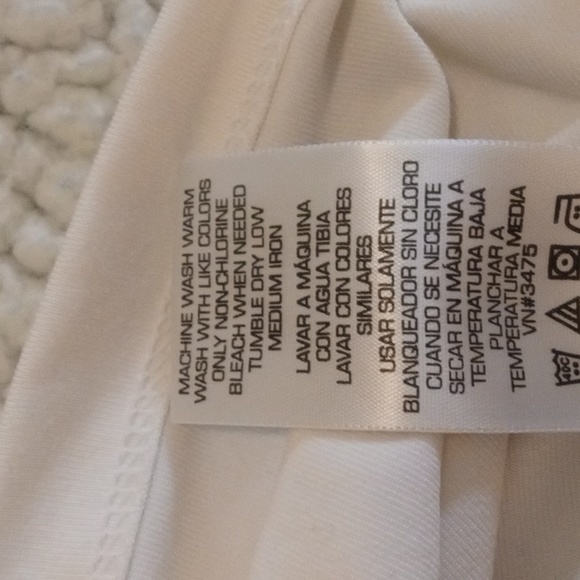 MACHINE WASH WARM
WASH WITH LIKE COLORS
ONLY NON-CHLORINE
BLEACH WHEN NEEDED
TUMBLE DRY LOW
MEDIUM IRON
LAVAR A MÁQUINA
CON AGUA TIBIA
LAVAR CON COLORES
SIMILARES
USAR SOLAMENTE
BLANQUEADOR SIN CLORO
CUANDO SE NECESITE
SECAR EN MÁQUINA A
TEMPERATURA BAJA
PLANCHAR A
TEMPERATURA MEDIA
VN#3475